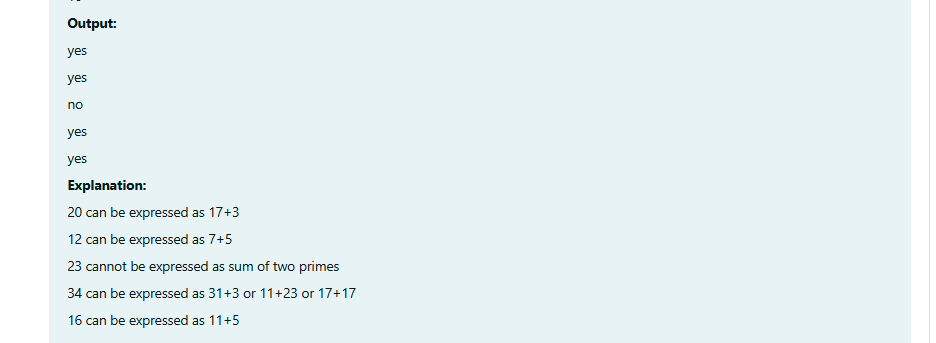 Output:
yes
yes
no
yes
yes
Explanation:
20 can be expressed as 17+3
12 can be expressed as 7+5
23 cannot be expressed as sum of two primes
34 can be expressed as 31+3 or 11+23 or 17+17
16 can be expressed as 11+5